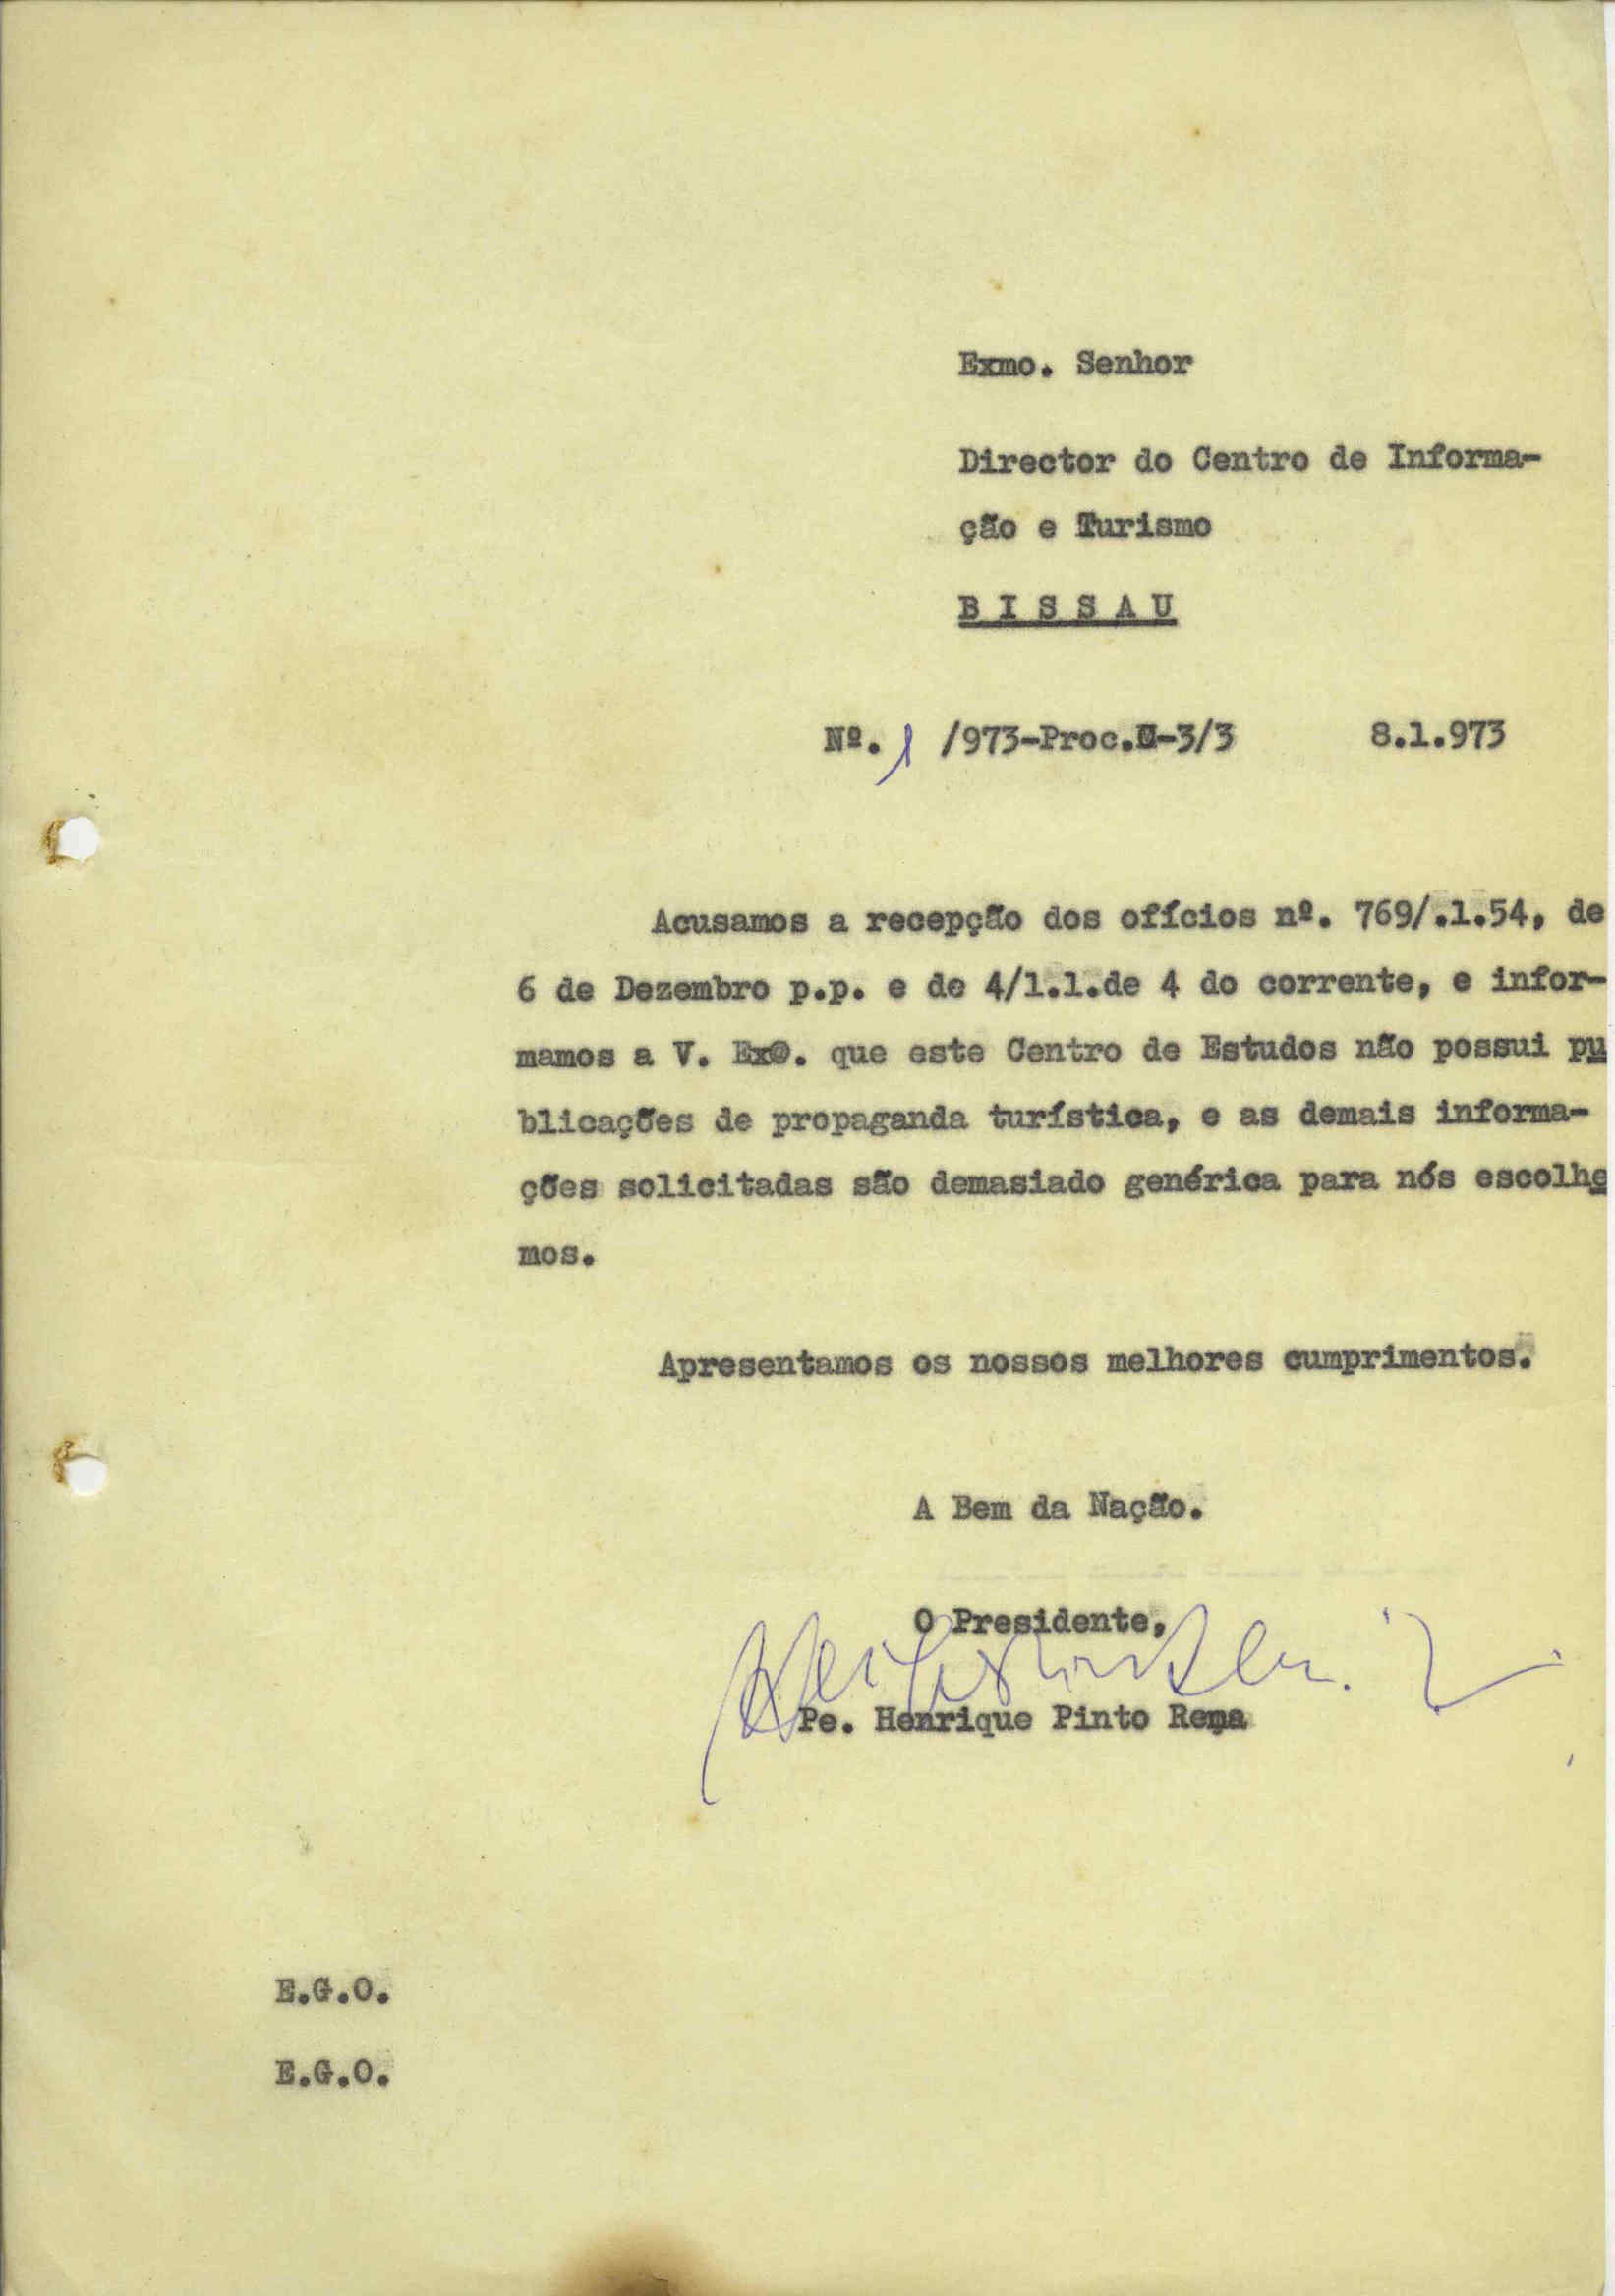 Exmo. Senhor
Director do Centro de Informa-
ção e Turismo
B I S S A U
Nº. 1 /973-Proc. -3/3 8.1.973
Acusamos a recepção dos ofícios nº. 769/.1.54, de
6 de Dezembro p.p. e de 4/1.1.de 4 do corrente, e infor-
mamos a V. Ex@. que este Centro de Estudos não possui pu
blicações de propaganda turística, e as demais informa-
ções solicitadas são demasiado genérica para nós escolhe
mos.
Apresentamos os nossos melhores cumprimentos.
A Bem da Nação.
O Presidente,
Pe. Henrique Pinto Rema
E.G.O.
E.G.O.